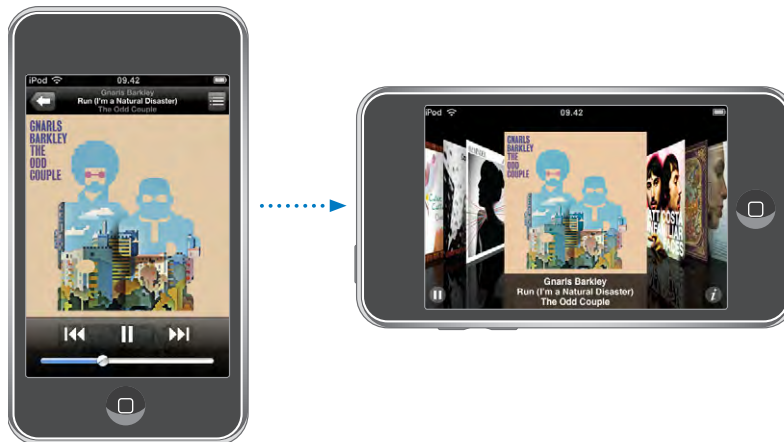 iPod 09.42
Gnarls Barkley
Run (I'm a Natural Disaster)
The Odd Couple
GNARLS
BARKLEY
THE
ODD
COUPLE
iPod 09.42
GNARLS
BARKLEY
THE
ODD
COUPLE
Gnarls Barkley
Run (I'm a Natural Disaster)
The Odd Couple
i